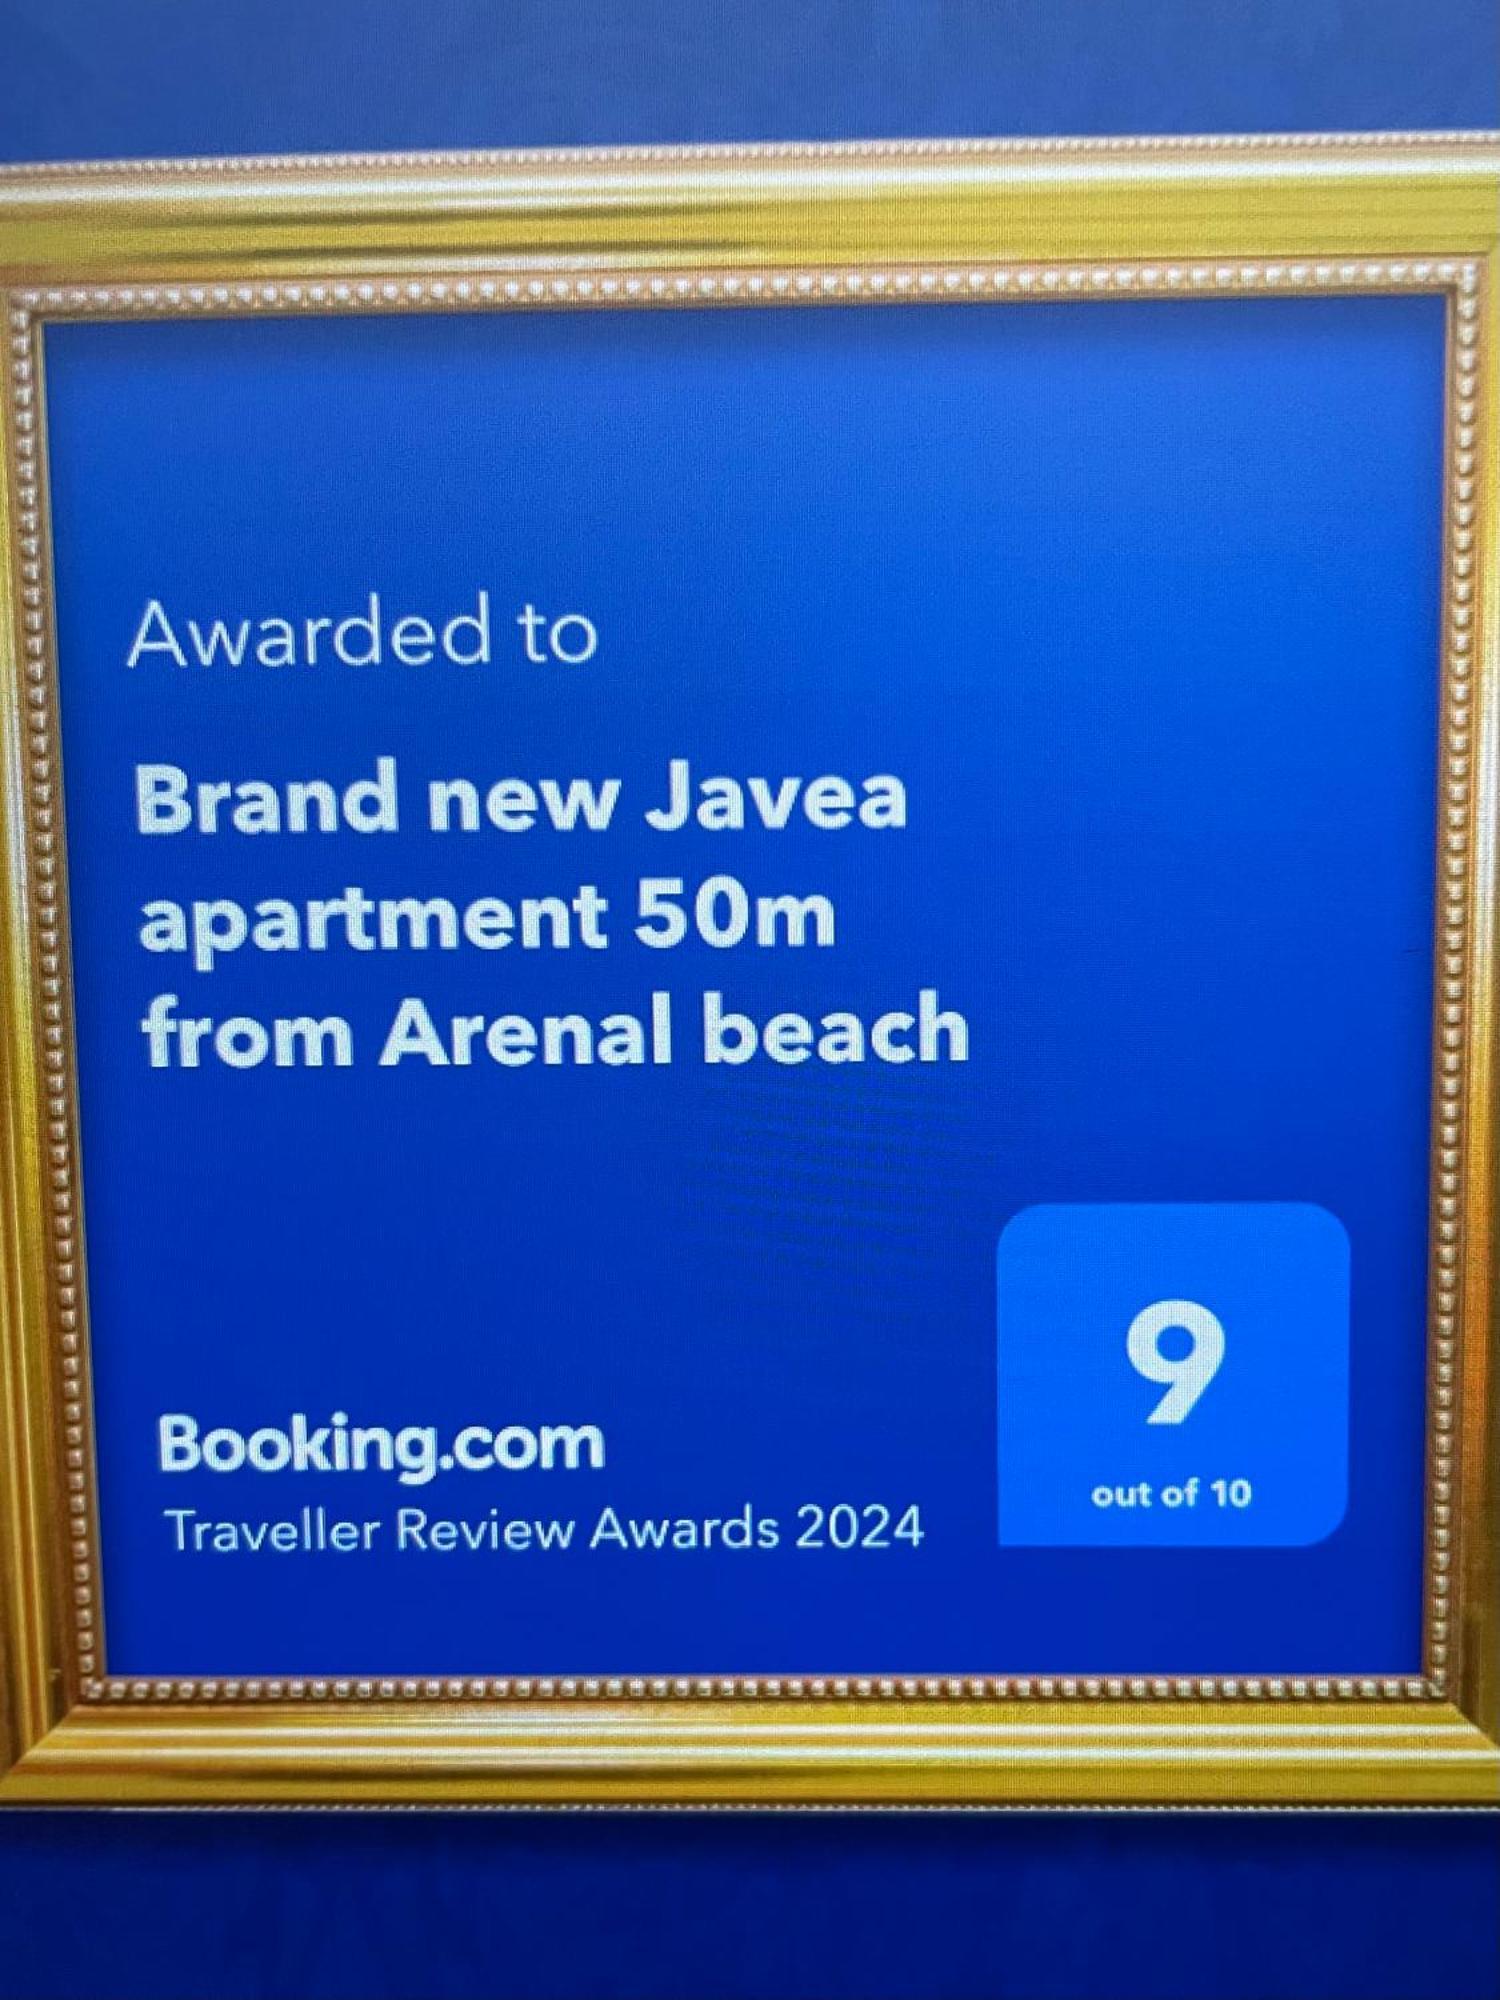 Awarded to
Brand new Javea
apartment 50m
from Arenal beach
9
out of 10
Booking.com
Traveller Review Awards 2024